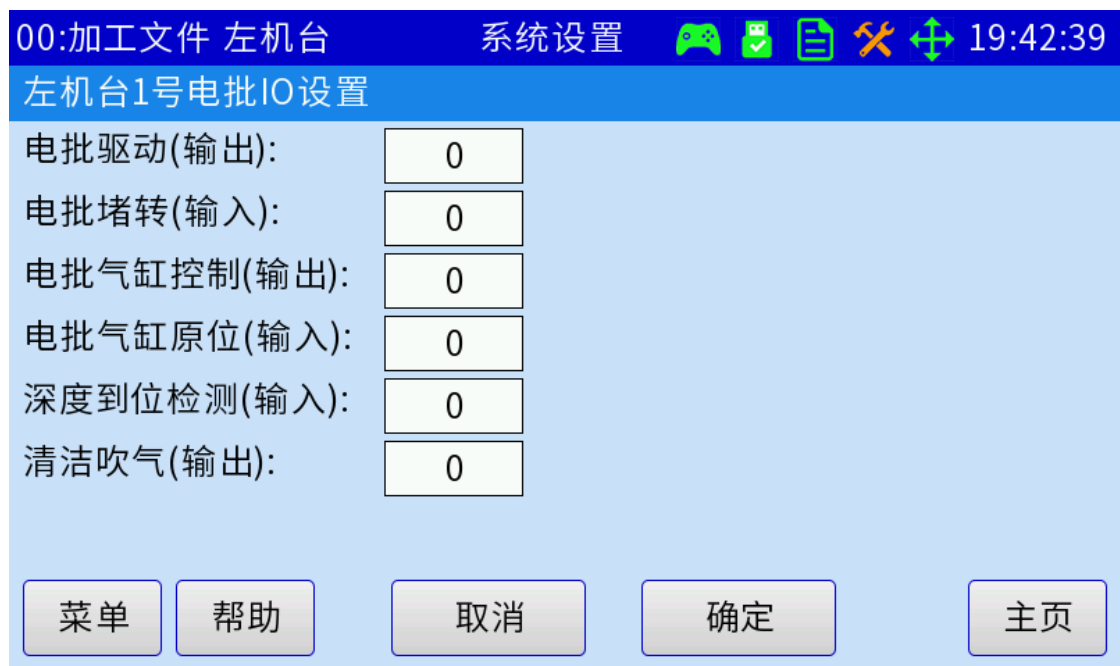 00:加工文件 左机台 系统设置 19:42:39
左机台1号电批IO设置
电批驱动(输出): 0
电批堵转(输入): 0
电批气缸控制(输出): 0
电批气缸原位(输入): 0
深度到位检测(输入): 0
清洁吹气(输出): 0
菜单 帮助 取消 确定 主页